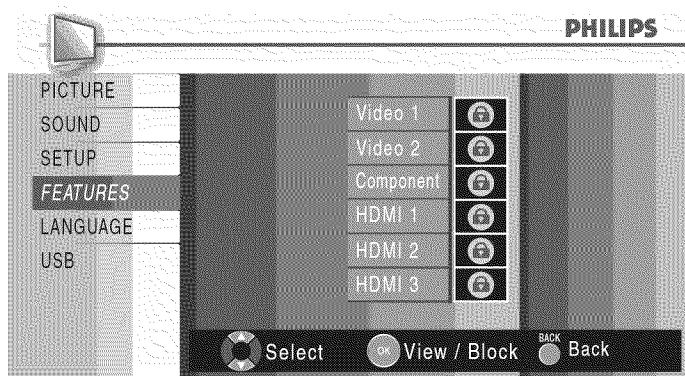 PHILIPS
PICTURE
SOUND
SETUP
FEATURES
LANGUAGE
USB
Video 1
Video 2
Component
HDMI 1
HDMI 2
HDMI 3
Select
OK
View / Block
BACK
Back